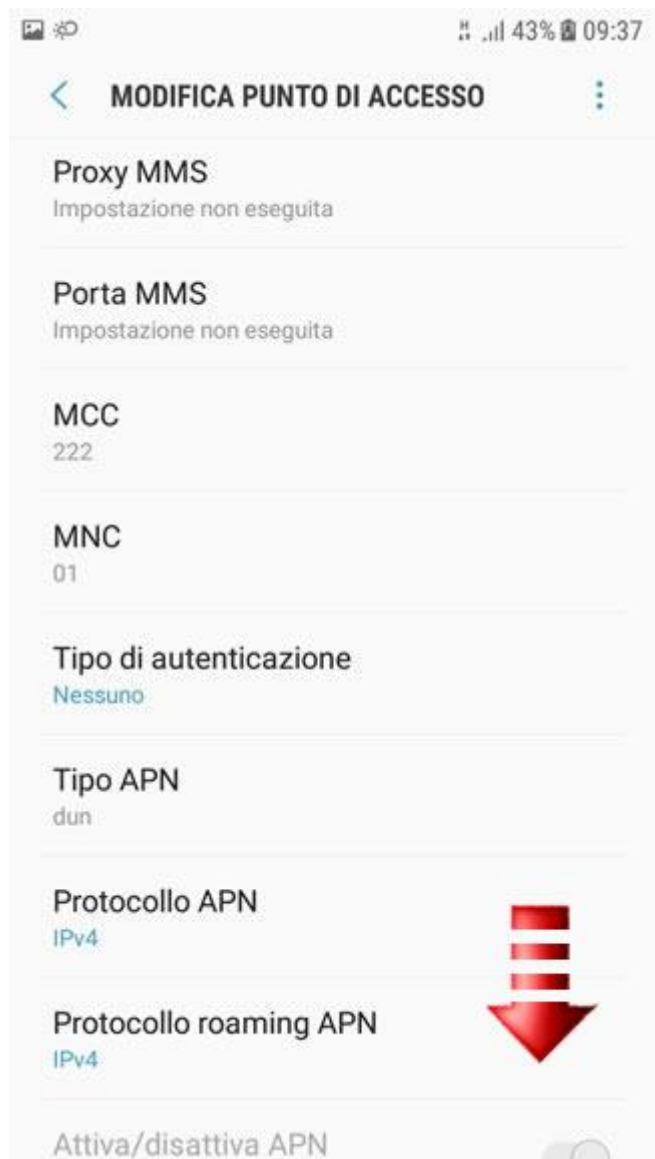 43% 09:37
MODIFICA PUNTO DI ACCESSO
Proxy MMS
Impostazione non eseguita
Porta MMS
Impostazione non eseguita
MCC
222
MNC
01
Tipo di autenticazione
Nessuno
Tipo APN
dun
Protocollo APN
IPv4
Protocollo roaming APN
IPv4
Attiva/disattiva APN